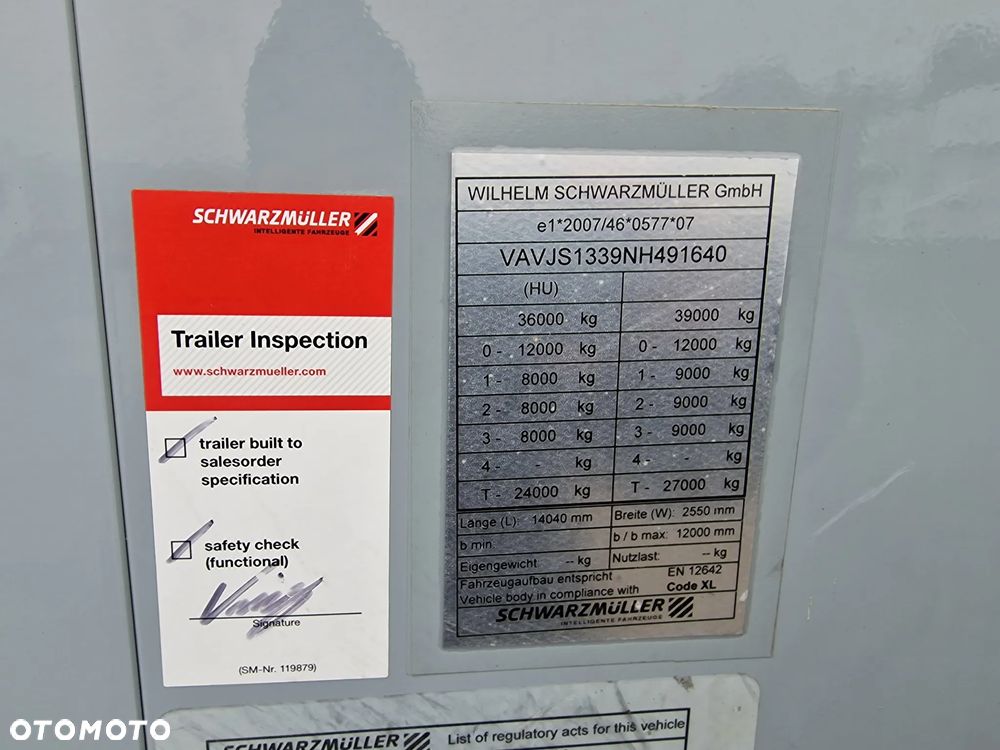 SCHWARZMÜLLER
INTELLIGENTE FAHRZEUGE
Trailer Inspection
www.schwarzmueller.com
trailer built to
salesorder
specification
safety check
(functional)
Signature
(SM-Nr. 119879)
WILHELM SCHWARZMÜLLER GmbH
e1*2007/46*0577*07
VAVJS1339NH491640
(HU)
36000 kg 39000 kg
0 - 12000 kg 0 - 12000 kg
1 - 8000 kg 1 - 9000 kg
2 - 8000 kg 2 - 9000 kg
3 - 8000 kg 3 - 9000 kg
4 - - kg 4 - - kg
T - 24000 kg T - 27000 kg
Länge (L): 14040 mm Breite (W): 2550 mm
b min: b / b max: 12000 mm
Eigengewicht: -- kg Nutzlast: -- kg
Fahrzeugaufbau entspricht EN 12642
Vehicle body in compliance with Code XL
SCHWARZMÜLLER
INTELLIGENTE FAHRZEUGE
SCHWARZMÜLLER List of regulatory acts for this vehicle
OTOMOTO